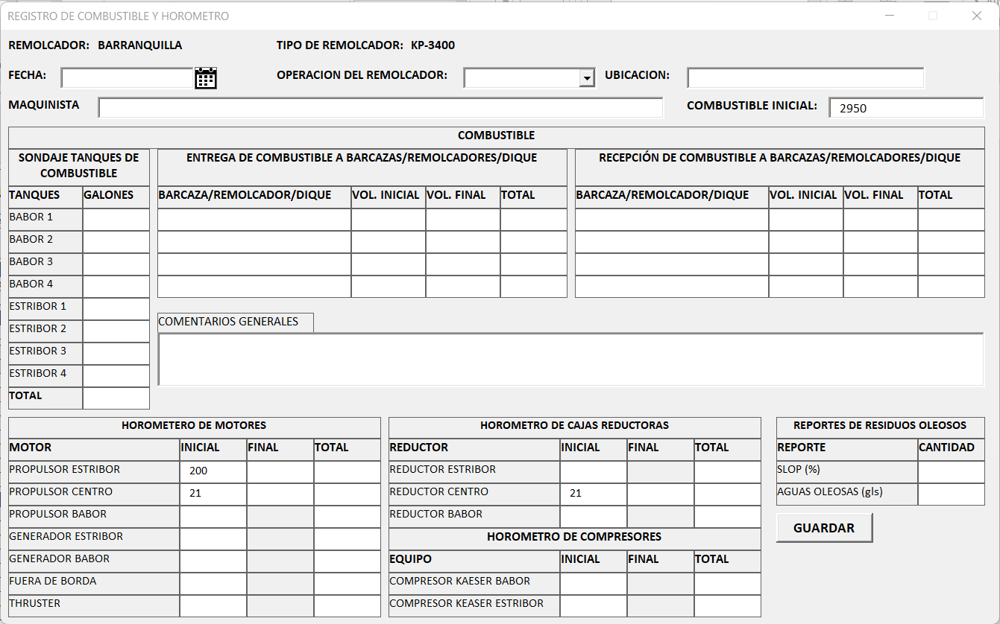 REGISTRO DE COMBUSTIBLE Y HOROMETRO
REMOLCADOR: BARRANQUILLA TIPO DE REMOLCADOR: KP-3400
FECHA: OPERACION DEL REMOLCADOR: UBICACION:
MAQUINISTA COMBUSTIBLE INICIAL: 2950
COMBUSTIBLE
SONDAJE TANQUES DE COMBUSTIBLE
ENTREGA DE COMBUSTIBLE A BARCAZAS/REMOLCADORES/DIQUE
RECEPCIÓN DE COMBUSTIBLE A BARCAZAS/REMOLCADORES/DIQUE
TANQUES GALONES BARCAZA/REMOLCADOR/DIQUE VOL. INICIAL VOL. FINAL TOTAL BARCAZA/REMOLCADOR/DIQUE VOL. INICIAL VOL. FINAL TOTAL
BABOR 1
BABOR 2
BABOR 3
BABOR 4
ESTRIBOR 1
ESTRIBOR 2
ESTRIBOR 3
ESTRIBOR 4
TOTAL
COMENTARIOS GENERALES
HOROMETERO DE MOTORES
MOTOR INICIAL FINAL TOTAL
PROPULSOR ESTRIBOR 200
PROPULSOR CENTRO 21
PROPULSOR BABOR
GENERADOR ESTRIBOR
GENERADOR BABOR
FUERA DE BORDA
THRUSTER
HOROMETRO DE CAJAS REDUCTORAS
REDUCTOR INICIAL FINAL TOTAL
REDUCTOR ESTRIBOR
REDUCTOR CENTRO 21
REDUCTOR BABOR
HOROMETRO DE COMPRESORES
EQUIPO INICIAL FINAL TOTAL
COMPRESOR KAESER BABOR
COMPRESOR KEASER ESTRIBOR
REPORTES DE RESIDUOS OLEOSOS
REPORTE CANTIDAD
SLOP (%)
AGUAS OLEOSAS (gls)
GUARDAR